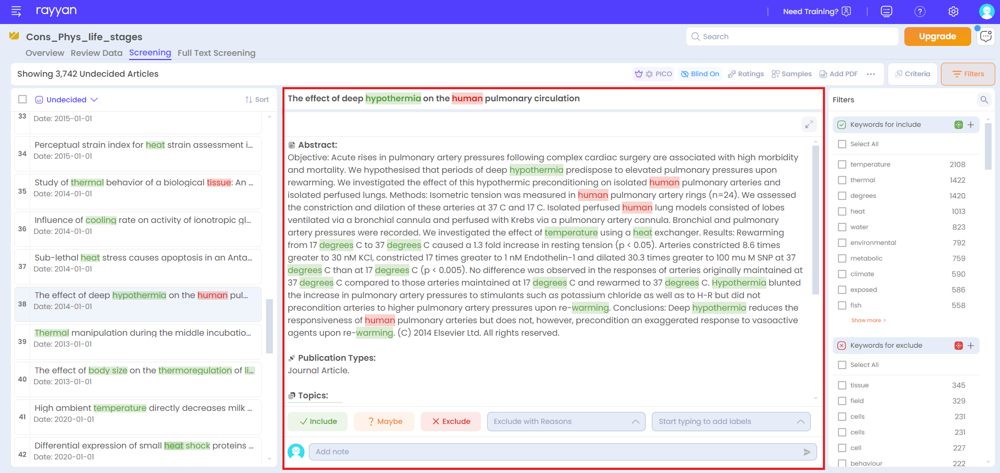 rayyan
Need Training?
Cons_Phys_life_stages
Search
Upgrade
Overview Review Data Screening Full Text Screening
Showing 3,742 Undecided Articles
PICO Blind On Ratings Samples Add PDF ... Criteria Filters
Undecided Sort
33
Date: 2015-01-01
34
Perceptual strain index for heat strain assessment i...
Date: 2015-01-01
35
Study of thermal behavior of a biological tissue: An ...
Date: 2014-01-01
36
Influence of cooling rate on activity of ionotropic gl...
Date: 2014-01-01
37
Sub-lethal heat stress causes apoptosis in an Anta...
Date: 2014-01-01
38
The effect of deep hypothermia on the human pul...
Date: 2014-01-01
39
Thermal manipulation during the middle incubatio...
Date: 2013-01-01
40
The effect of body size on the thermoregulation of li...
Date: 2013-01-01
41
High ambient temperature directly decreases milk ...
Date: 2020-01-01
42
Differential expression of small heat shock proteins ...
Date: 2020-01-01
The effect of deep hypothermia on the human pulmonary circulation
Abstract:
Objective: Acute rises in pulmonary artery pressures following complex cardiac surgery are associated with high morbidity
and mortality. We hypothesised that periods of deep hypothermia predispose to elevated pulmonary pressures upon
rewarming. We investigated the effect of this hypothermic preconditioning on isolated human pulmonary arteries and
isolated perfused lungs. Methods: Isometric tension was measured in human pulmonary artery rings (n=24). We assessed
the constriction and dilation of these arteries at 37 C and 17 C. Isolated perfused human lung models consisted of lobes
ventilated via a bronchial cannula and perfused with Krebs via a pulmonary artery cannula. Bronchial and pulmonary
artery pressures were recorded. We investigated the effect of temperature using a heat exchanger. Results: Rewarming
from 17 degrees C to 37 degrees C caused a 1.3 fold increase in resting tension (p < 0.05). Arteries constricted 8.6 times
greater to 30 nM KCl, constricted 17 times greater to 1 nM Endothelin-1 and dilated 30.3 times greater to 100 mu M SNP at 37
degrees C than at 17 degrees C (p < 0.005). No difference was observed in the responses of arteries originally maintained at
37 degrees C compared to those arteries maintained at 17 degrees C and rewarmed to 37 degrees C. Hypothermia blunted
the increase in pulmonary artery pressures to stimulants such as potassium chloride as well as to H-R but did not
precondition arteries to higher pulmonary artery pressures upon re-warming. Conclusions: Deep hypothermia reduces the
responsiveness of human pulmonary arteries but does not, however, precondition an exaggerated response to vasoactive
agents upon re-warming. (C) 2014 Elsevier Ltd. All rights reserved.
Publication Types:
Journal Article.
Topics:
Include Maybe Exclude Exclude with Reasons Start typing to add labels
Add note
Filters
Keywords for include
Select All
temperature 2108
thermal 1422
degrees 1420
heat 1013
water 823
environmental 792
metabolic 759
climate 590
exposed 586
fish 558
Show more >
Keywords for exclude
Select All
tissue 345
field 329
cells 231
cells 231
cell 227
behaviour 222